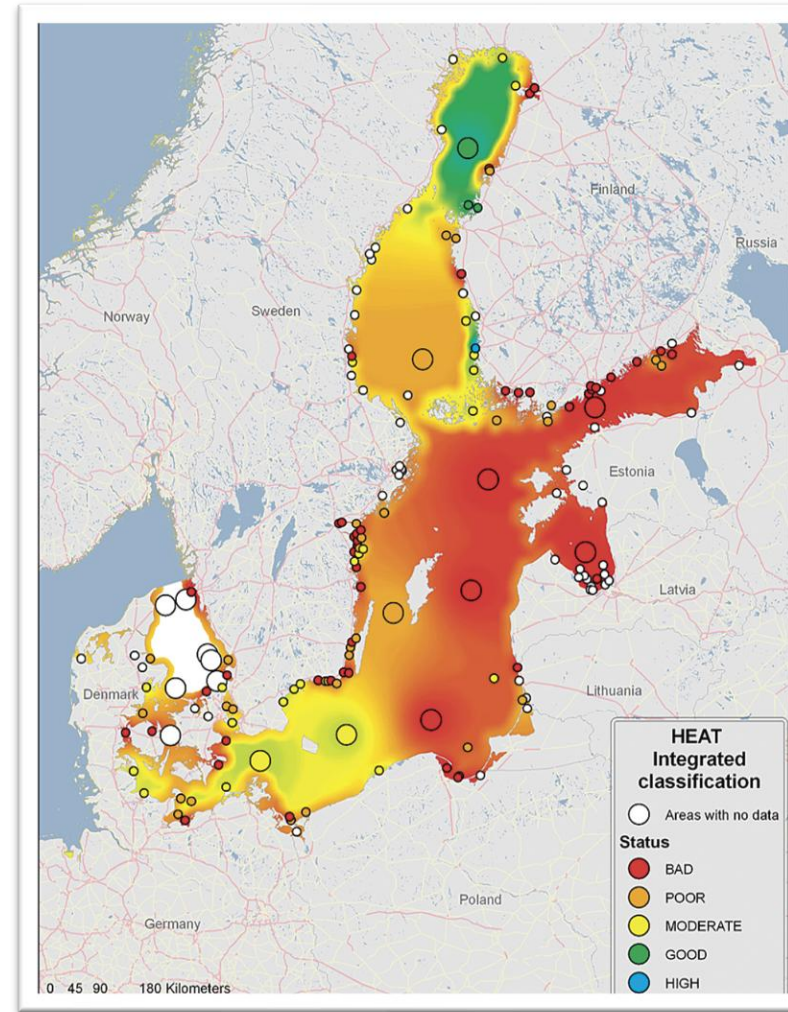 Finland
Russia
Norway
Sweden
Estonia
Latvia
Denmark
Lithuania
HEAT
Integrated
classification
Areas with no data
Status
BAD
POOR
MODERATE
GOOD
HIGH
Poland
Germany
0 45 90 180 Kilometers